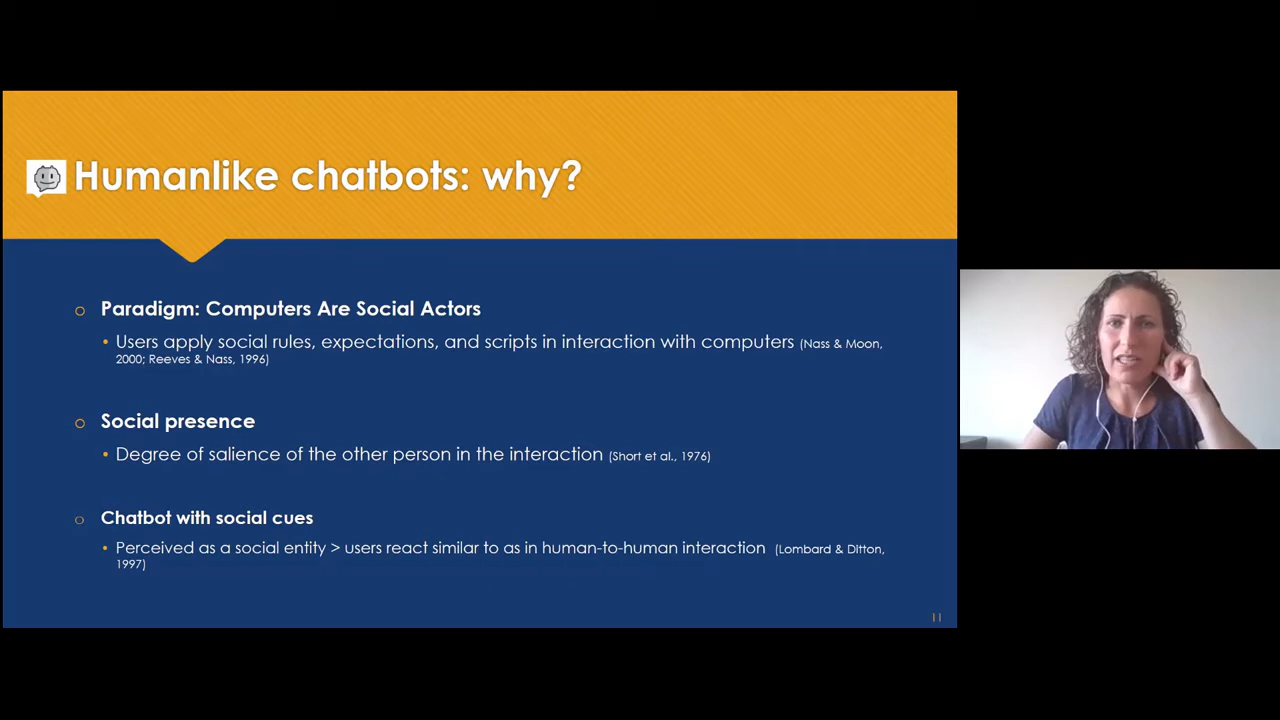 Humanlike chatbots: why?
o Paradigm: Computers Are Social Actors
• Users apply social rules, expectations, and scripts in interaction with computers (Nass & Moon,
2000; Reeves & Nass, 1996)
o Social presence
• Degree of salience of the other person in the interaction (Short et al., 1976)
o Chatbot with social cues
• Perceived as a social entity > users react similar to as in human-to-human interaction (Lombard & Ditton,
1997)
11